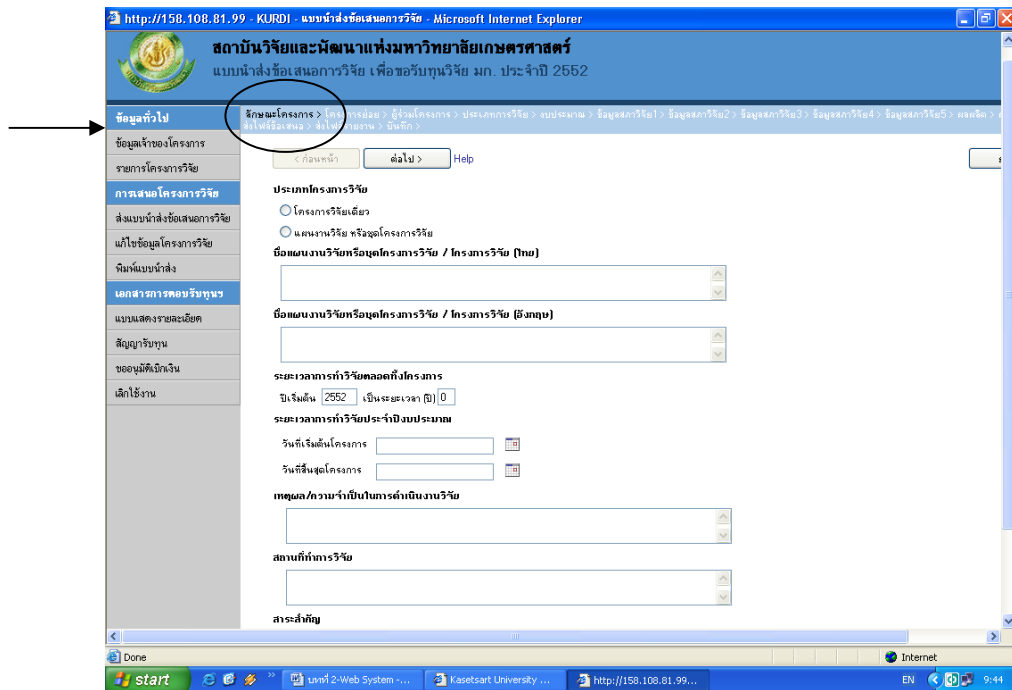 http://158.108.81.99 - KURDI - แบบนำส่งข้อเสนอการวิจัย - Microsoft Internet Explorer
สถาบันวิจัยและพัฒนาแห่งมหาวิทยาลัยเกษตรศาสตร์
แบบนำส่งข้อเสนอการวิจัย เพื่อขอรับทุนวิจัย มก. ประจำปี 2552
ลักษณะโครงการ > โครงการย่อย > ผู้ร่วมโครงการ > ประเภทการวิจัย > งบประมาณ > ข้อมูลสภาวิจัย1 > ข้อมูลสภาวิจัย2 > ข้อมูลสภาวิจัย3 > ข้อมูลสภาวิจัย4 > ข้อมูลสภาวิจัย5 > ผลผลิต >
ส่งไฟล์ข้อเสนอ > ส่งไฟล์รายงาน > บันทึก >
ข้อมูลทั่วไป
ข้อมูลเจ้าของโครงการ
รายการโครงการวิจัย
การเสนอโครงการวิจัย
ส่งแบบนำส่งข้อเสนอการวิจัย
แก้ไขข้อมูลโครงการวิจัย
พิมพ์แบบนำส่ง
เอกสารการตอบรับทุนฯ
แบบแสดงรายละเอียด
สัญญารับทุน
ขออนุมัติเบิกเงิน
เลิกใช้งาน
< ก่อนหน้า ต่อไป > Help
ประเภทโครงการวิจัย
โครงการวิจัยเดี่ยว
แผนงานวิจัย หรือชุดโครงการวิจัย
ชื่อแผนงานวิจัยหรือชุดโครงการวิจัย / โครงการวิจัย (ไทย)
ชื่อแผนงานวิจัยหรือชุดโครงการวิจัย / โครงการวิจัย (อังกฤษ)
ระยะเวลาการทำวิจัยตลอดทั้งโครงการ
ปีเริ่มต้น 2552 เป็นระยะเวลา (ปี) 0
ระยะเวลาการทำวิจัยประจำปีงบประมาณ
วันที่เริ่มต้นโครงการ
วันที่สิ้นสุดโครงการ
เหตุผล/ความจำเป็นในการดำเนินงานวิจัย
สถานที่ทำการวิจัย
สาระสำคัญ
Done Internet
start บทที่ 2-Web System -... Kasetsart University ... http://158.108.81.99... EN 9:44